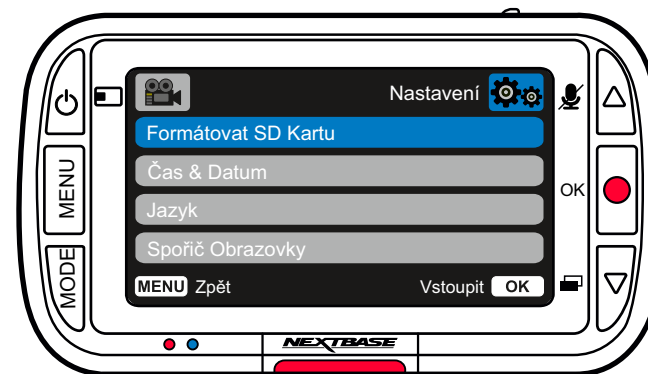 Nastavení
Formátovat SD Kartu
MENU
Čas & Datum
OK
Jazyk
MODE
Spořič Obrazovky
MENU Zpět
Vstoupit OK
NEXTBASE